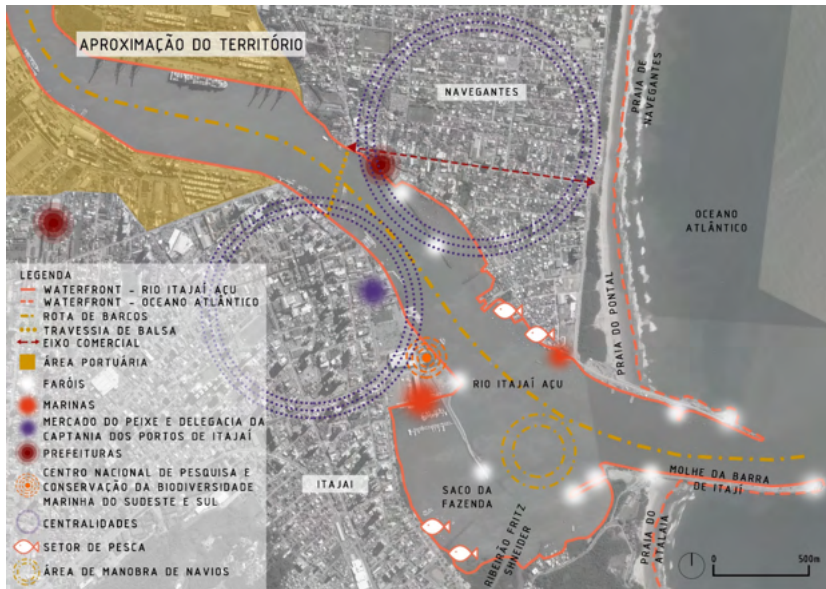 APROXIMAÇÃO DO TERRITÓRIO
NAVEGANTES
PRAIA DE
NAVEGANTES
OCEANO
ATLÂNTICO
PRAIA DO PONTAL
RIO ITAJAÍ AÇU
MOLHE DA BARRA
DE ITAJÍ
PRAIA DO
ATALAIA
SACO DA
FAZENDA
RIBEIRÃO FRITZ
SHNEIDER
ITAJAI
LEGENDA
WATERFRONT - RIO ITAJAÍ AÇU
WATERFRONT - OCEANO ATLÂNTICO
ROTA DE BARCOS
TRAVESSIA DE BALSA
EIXO COMERCIAL
ÁREA PORTUÁRIA
FARÓIS
MARINAS
MERCADO DO PEIXE E DELEGACIA DA
CAPTANIA DOS PORTOS DE ITAJAÍ
PREFEITURAS
CENTRO NACIONAL DE PESQUISA E
CONSERVAÇÃO DA BIODIVERSIDADE
MARINHA DO SUDESTE E SUL
CENTRALIDADES
SETOR DE PESCA
ÁREA DE MANOBRA DE NAVIOS
0 500m